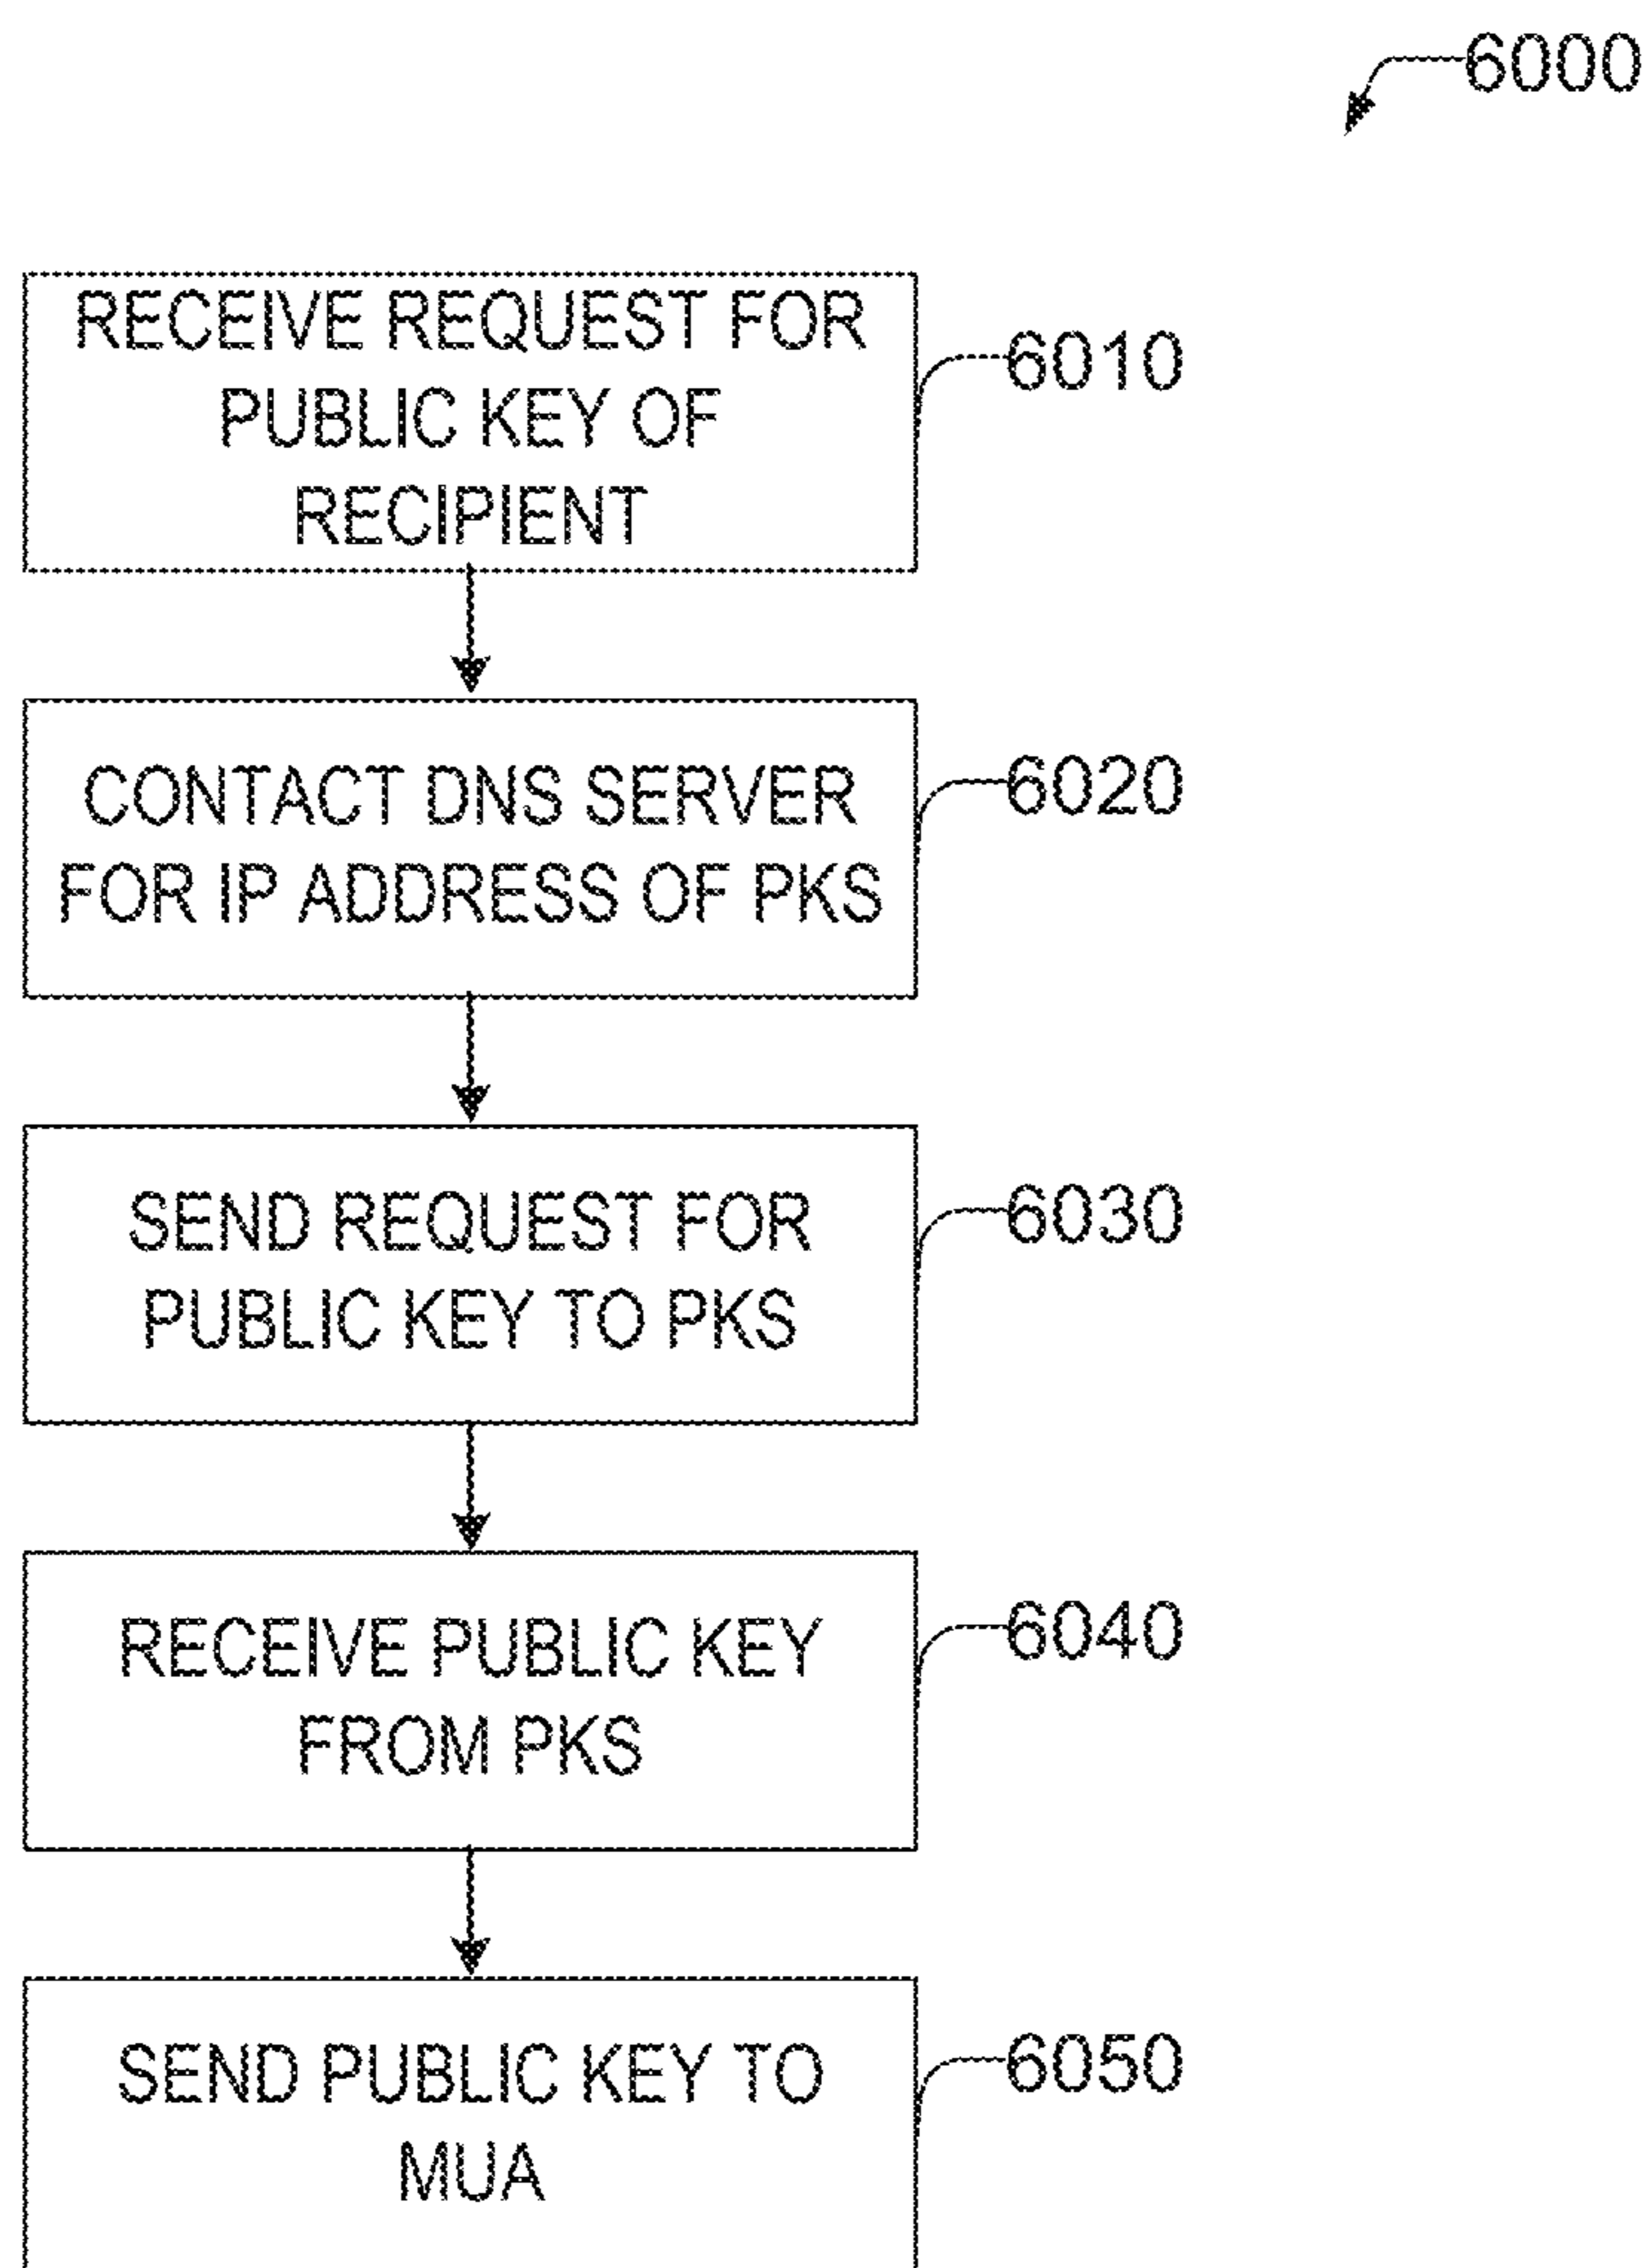 6000
RECEIVE REQUEST FOR
PUBLIC KEY OF
RECIPIENT
6010
CONTACT DNS SERVER
FOR IP ADDRESS OF PKS
6020
SEND REQUEST FOR
PUBLIC KEY TO PKS
6030
RECEIVE PUBLIC KEY
FROM PKS
6040
SEND PUBLIC KEY TO
MUA
6050